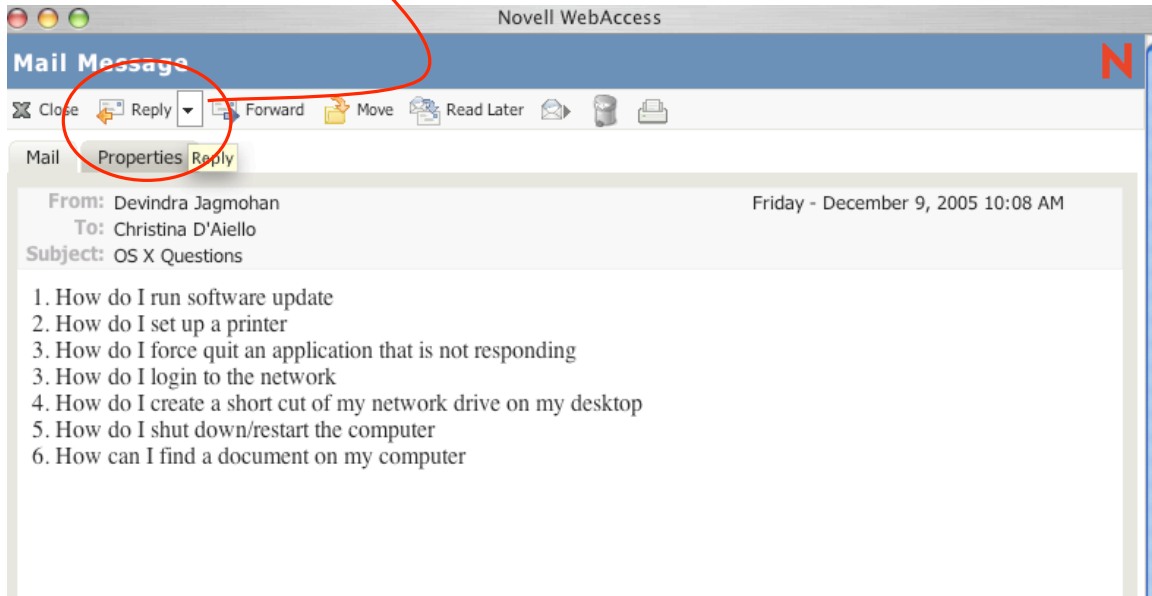 Novell WebAccess
Mail Message
N
Close Reply Forward Move Read Later
Mail Properties Reply
From: Devindra Jagmohan Friday - December 9, 2005 10:08 AM
To: Christina D'Aiello
Subject: OS X Questions
1. How do I run software update
2. How do I set up a printer
3. How do I force quit an application that is not responding
3. How do I login to the network
4. How do I create a short cut of my network drive on my desktop
5. How do I shut down/restart the computer
6. How can I find a document on my computer